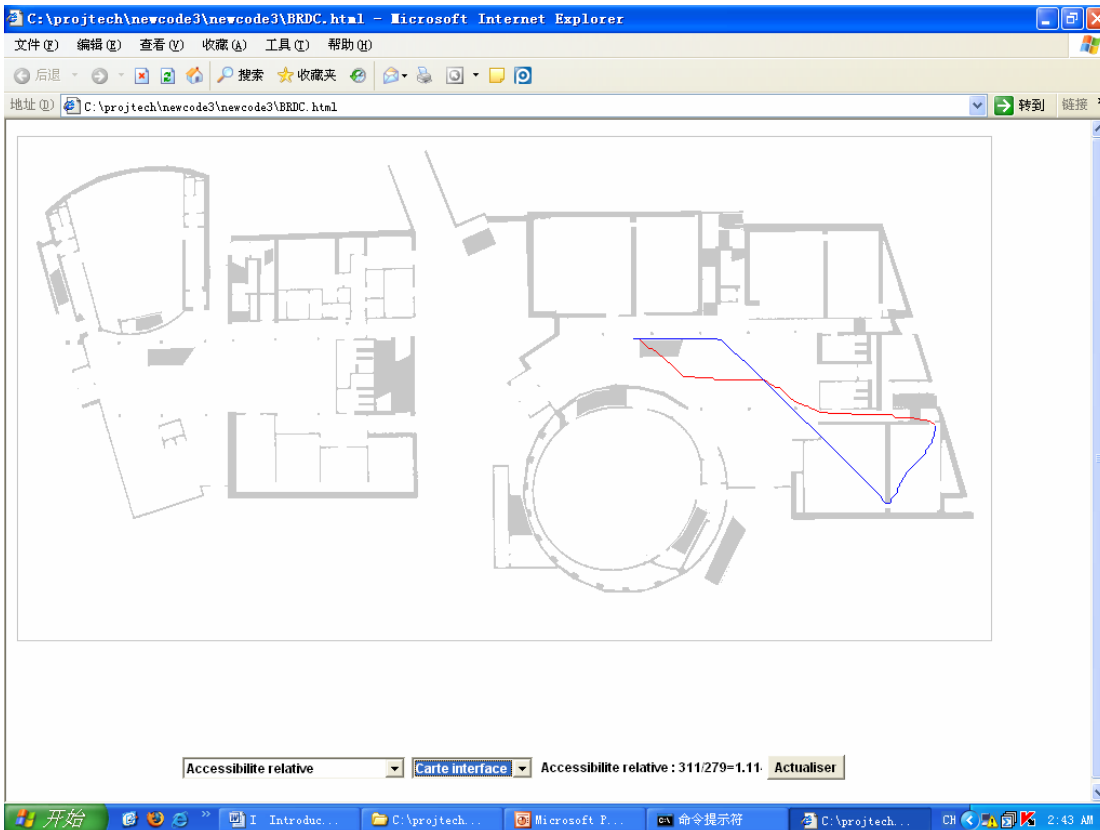 C:\projtech\newcode3\newcode3\BRDC.html - Microsoft Internet Explorer
文件(F) 编辑(E) 查看(V) 收藏(A) 工具(T) 帮助(H)
后退 搜索 收藏夹
地址(D) C:\projtech\newcode3\newcode3\BRDC.html 转到 链接 »
Accessibilite relative Carte interface Accessibilite relative : 311/279=1.11 Actualiser
开始 » I Introduc... C:\projtech... Microsoft P... 命令提示符 C:\projtech... CH 2:43 AM